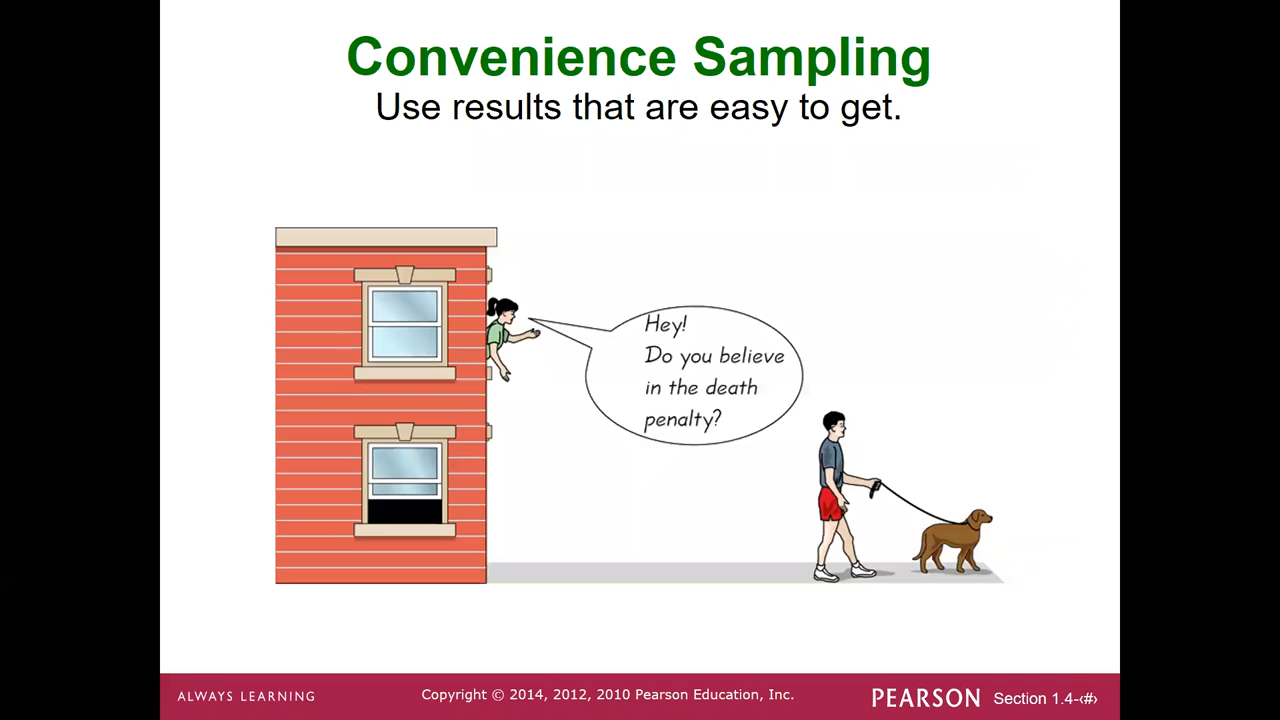 Convenience Sampling
Use results that are easy to get.
Hey!
Do you believe
in the death
penalty?
ALWAYS LEARNING
Copyright © 2014, 2012, 2010 Pearson Education, Inc.
PEARSON
Section 1.4-‹#›